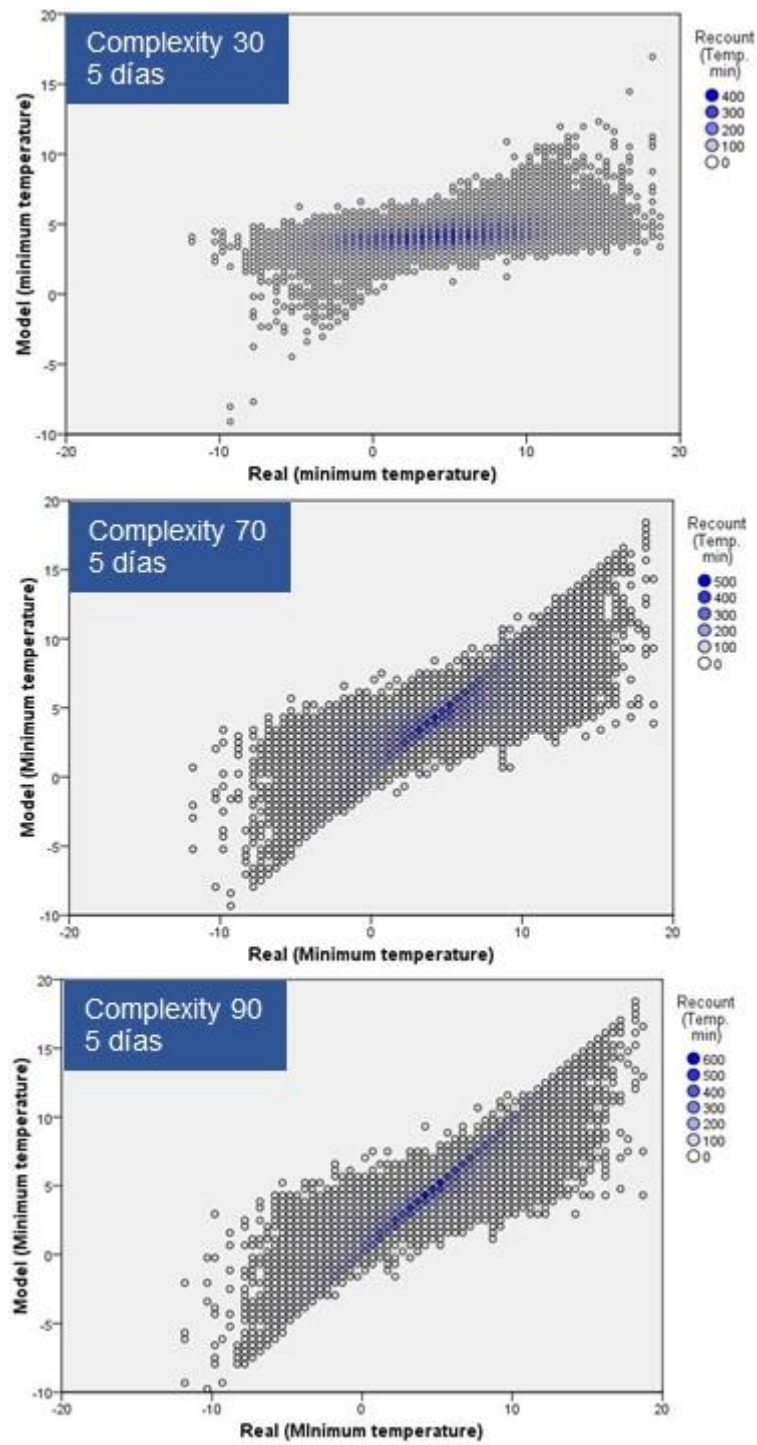 Complexity 30
5 días
Recount
(Temp.
min)
400
300
200
100
0
20
15
10
5
0
-5
-10
-20
-10
0
10
20
Model (minimum temperature)
Real (minimum temperature)
Complexity 70
5 días
Recount
(Temp.
min)
500
400
300
200
100
0
20
15
10
5
0
-5
-10
-20
-10
0
10
20
Model (Minimum temperature)
Real (Minimum temperature)
Complexity 90
5 días
Recount
(Temp.
min)
600
500
400
300
200
100
0
20
15
10
5
0
-5
-10
-20
-10
0
10
20
Model (Minimum temperature)
Real (MInimum temperature)